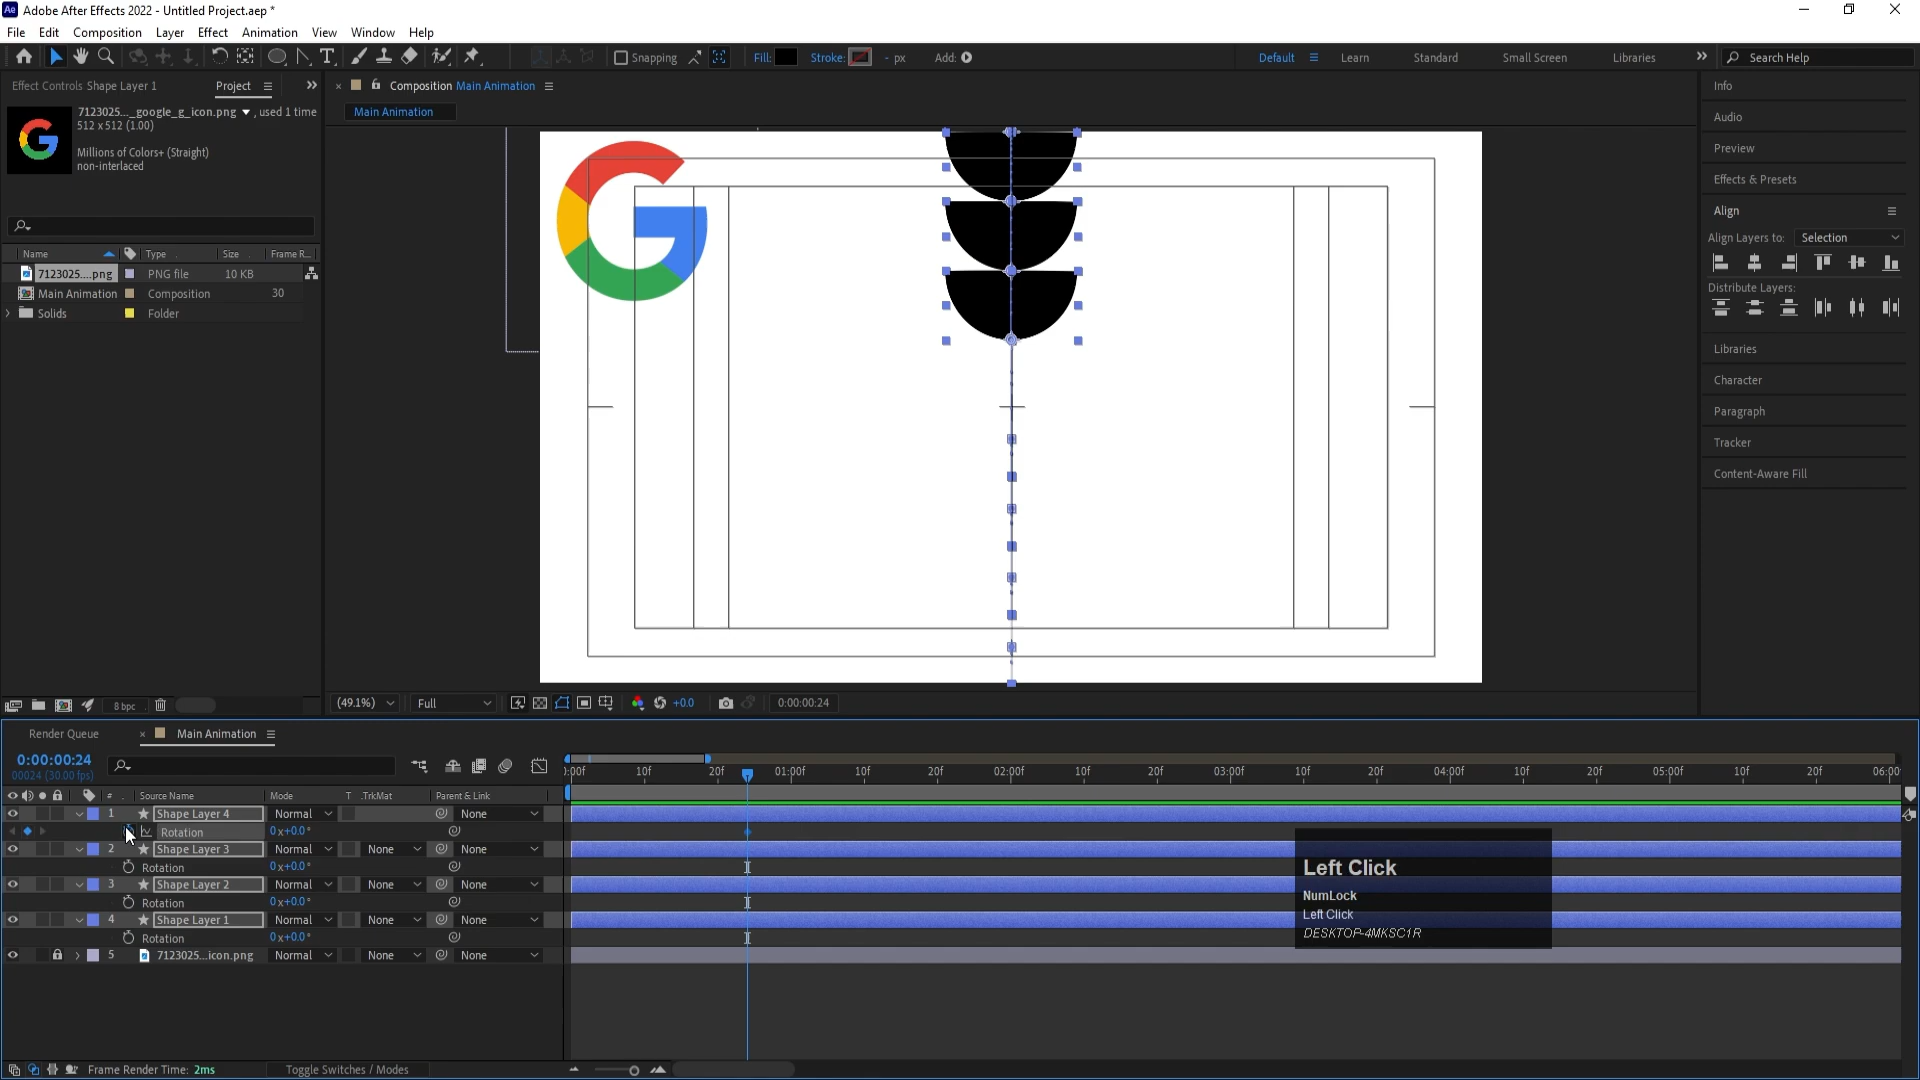 Adobe After Effects 2022 - Untitled Project.aep *
File Edit Composition Layer Effect Animation View Window Help
Snapping Fill: Stroke: - px Add: Default Learn Standard Small Screen Libraries Search Help
Effect Controls Shape Layer 1 Project
Composition Main Animation
Main Animation
7123025..._google_g_icon.png , used 1 time
512 x 512 (1.00)
Millions of Colors+ (Straight)
non-interlaced
Name Type Size Frame R...
7123025....png PNG file 10 KB
Main Animation Composition 30
Solids Folder
8 bpc
(49.1%) Full +0.0 0:00:00:24
Info
Audio
Preview
Effects & Presets
Align
Align Layers to: Selection
Distribute Layers:
Libraries
Character
Paragraph
Tracker
Content-Aware Fill
Render Queue Main Animation
0:00:00:24
00024 (30.00 fps)
:00f 10f 20f 01:00f 10f 20f 02:00f 10f 20f 03:00f 10f 20f 04:00f 10f 20f 05:00f 10f 20f 06:00
# Source Name Mode T .TrkMat Parent & Link
1 Shape Layer 4 Normal None
Rotation 0x+0.0°
2 Shape Layer 3 Normal None None
Rotation 0x+0.0°
3 Shape Layer 2 Normal None None
Rotation 0x+0.0°
4 Shape Layer 1 Normal None None
Rotation 0x+0.0°
5 7123025...icon.png Normal None None
Left Click
NumLock
Left Click
DESKTOP-4MKSC1R
Frame Render Time: 2ms Toggle Switches / Modes